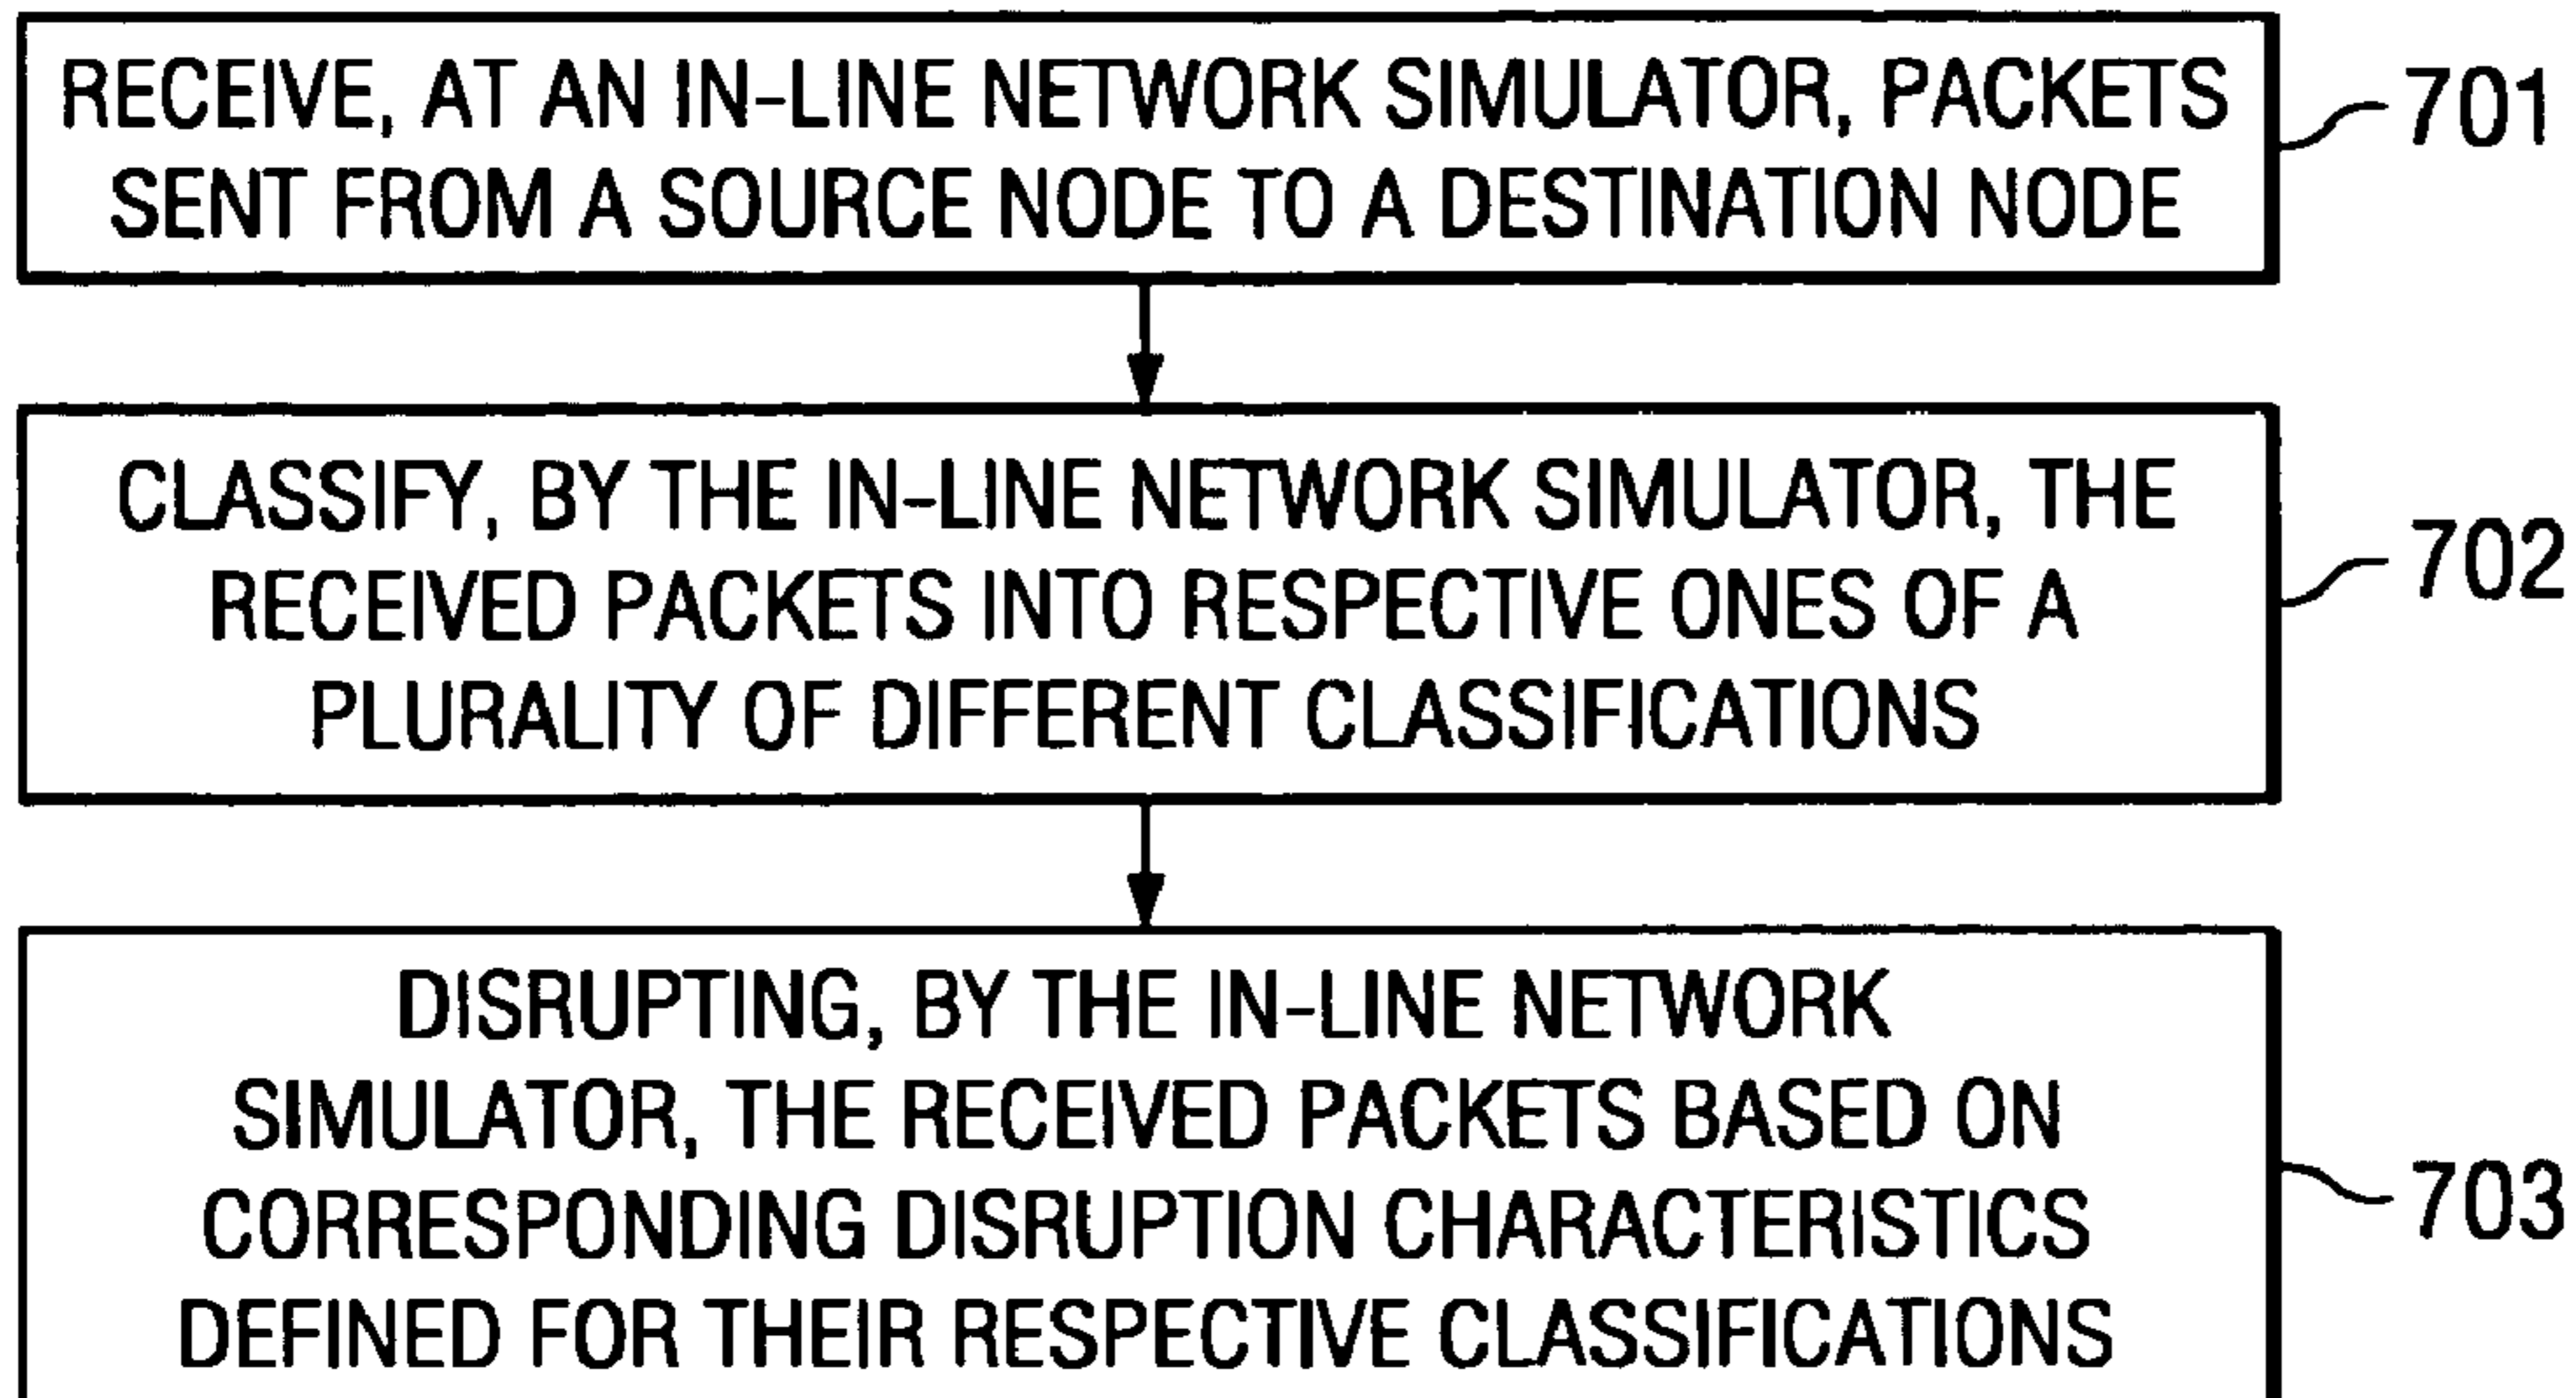 RECEIVE, AT AN IN-LINE NETWORK SIMULATOR, PACKETS
SENT FROM A SOURCE NODE TO A DESTINATION NODE
701
CLASSIFY, BY THE IN-LINE NETWORK SIMULATOR, THE
RECEIVED PACKETS INTO RESPECTIVE ONES OF A
PLURALITY OF DIFFERENT CLASSIFICATIONS
702
DISRUPTING, BY THE IN-LINE NETWORK
SIMULATOR, THE RECEIVED PACKETS BASED ON
CORRESPONDING DISRUPTION CHARACTERISTICS
DEFINED FOR THEIR RESPECTIVE CLASSIFICATIONS
703